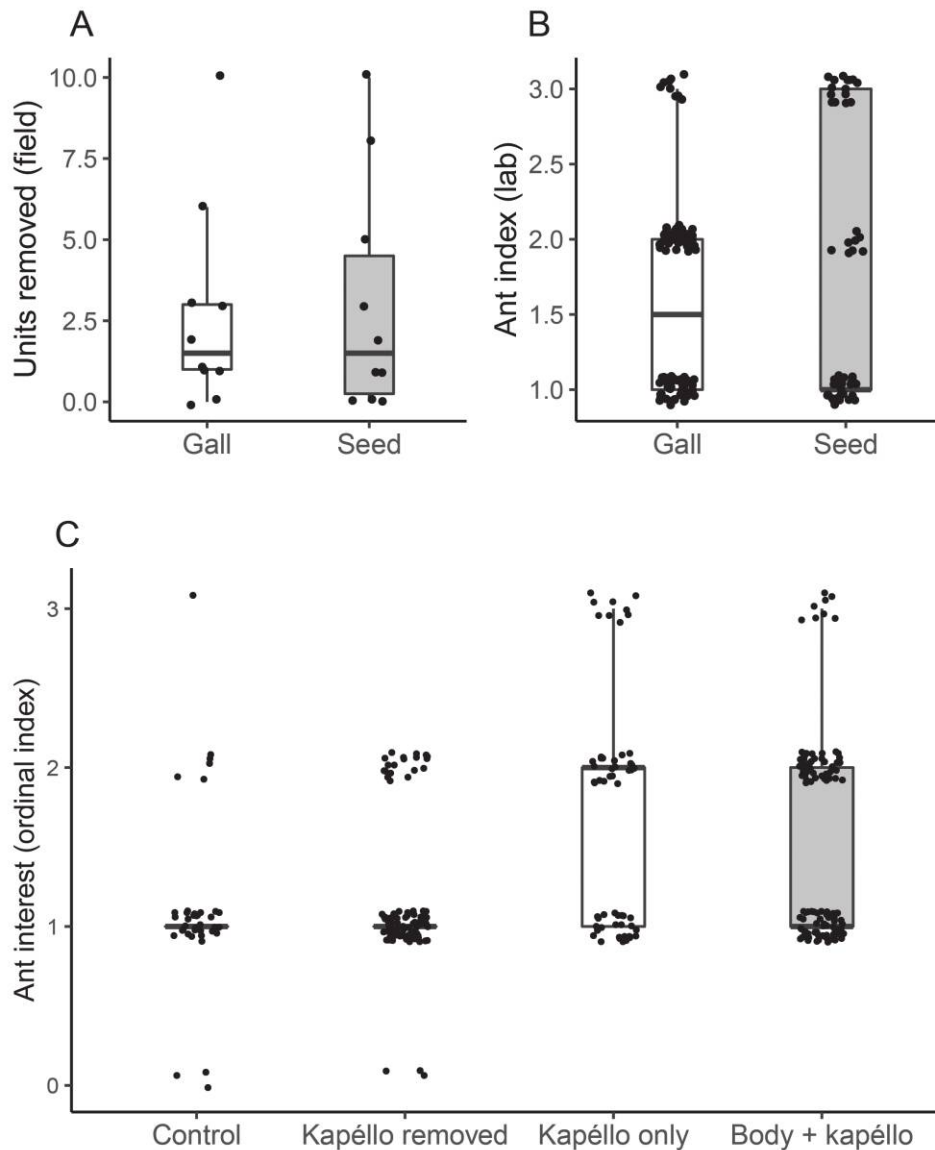 A
Units removed (field)
10.0
7.5
5.0
2.5
0.0
Gall Seed
B
Ant index (lab)
3.0
2.5
2.0
1.5
1.0
Gall Seed
C
Ant interest (ordinal index)
3
2
1
0
Control Kapéllo removed Kapéllo only Body + kapéllo